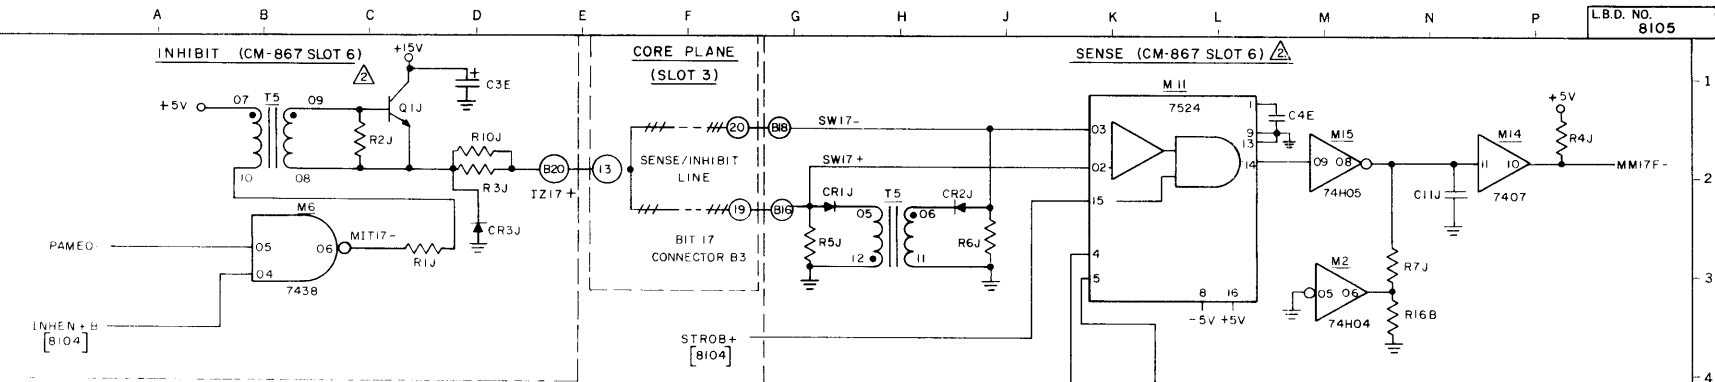 A B C D E F G H J K L M N P
L.B.D. NO.
8105
INHIBIT (CM-867 SLOT 6)
2
CORE PLANE
(SLOT 3)
SENSE (CM-867 SLOT 6)
2
1
2
3
4
+15V
C3E
+5V
07
T5
09
Q1J
R2J
10
08
R10J
R3J
B20
IZ17+
13
CR3J
M6
PAMEO-
05
06
04
7438
MIT17-
R1J
INHEN+B
[8104]
20
B18
SENSE/INHIBIT
LINE
19
B16
BIT 17
CONNECTOR B3
SW17-
SW17+
CR1J
T5
CR2J
05
06
R5J
R6J
12
11
STROB+
[8104]
M11
7524
03
02
15
4
5
1
9
13
14
8
16
-5V +5V
C4E
M15
09 08
74H05
M14
11
10
7407
+5V
R4J
MM17F-
C11J
R7J
M2
05 06
74H04
R16B